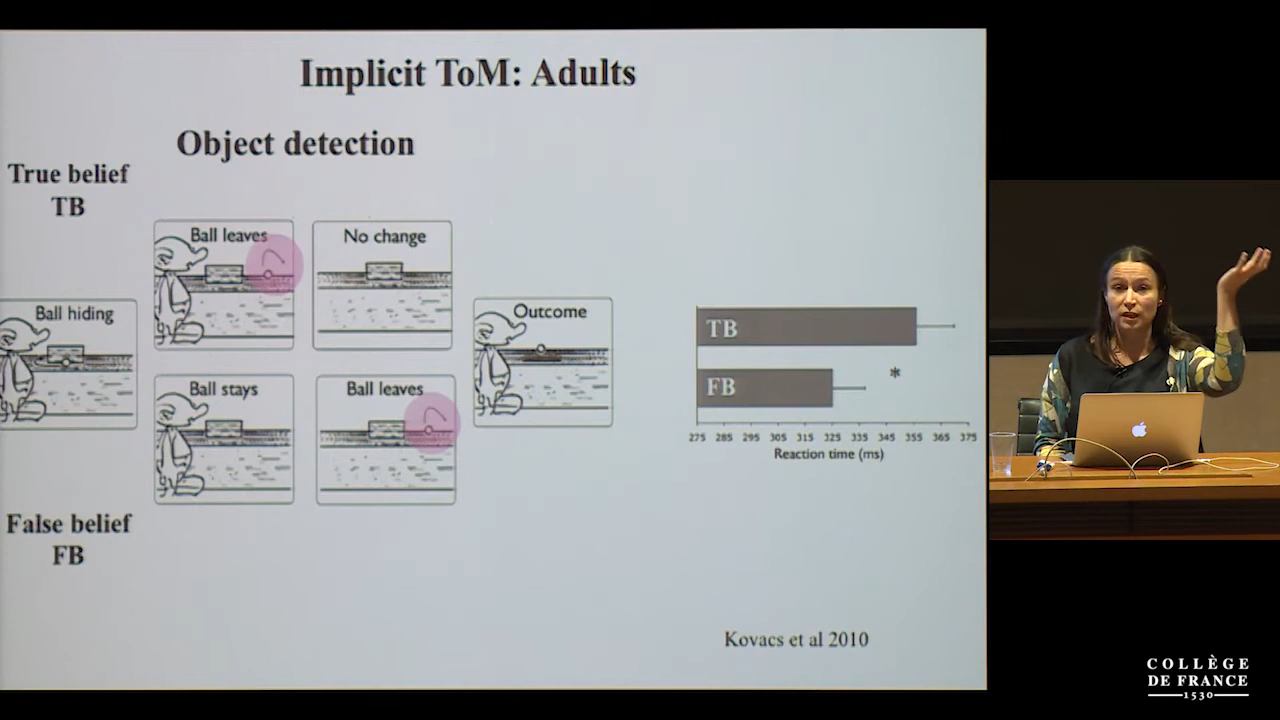 Implicit ToM: Adults
Object detection
True belief
TB
Ball leaves
No change
Ball hiding
Outcome
Ball stays
Ball leaves
False belief
FB
TB
FB
*
275 285 295 305 315 325 335 345 355 365 375
Reaction time (ms)
Kovacs et al 2010
COLLÈGE
DE FRANCE
1530